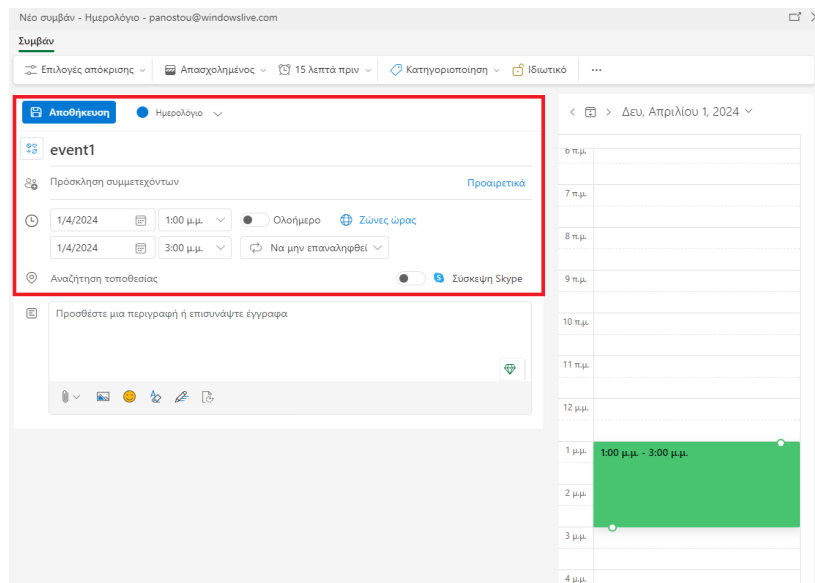 Νέο συμβάν - Ημερολόγιο - panostou@windowslive.com
Συμβάν
Επιλογές απόκρισης Απασχολημένος 15 λεπτά πριν Κατηγοριοποίηση Ιδιωτικό ...
Αποθήκευση Ημερολόγιο
event1
Πρόσκληση συμμετεχόντων Προαιρετικά
1/4/2024 1:00 μ.μ. Ολοήμερο Ζώνες ώρας
1/4/2024 3:00 μ.μ. Να μην επαναληφθεί
Αναζήτηση τοποθεσίας Σύσκεψη Skype
Προσθέστε μια περιγραφή ή επισυνάψτε έγγραφα
Δευ, Απριλίου 1, 2024
6 π.μ.
7 π.μ.
8 π.μ.
9 π.μ.
10 π.μ.
11 π.μ.
12 μ.μ.
1 μ.μ. 1:00 μ.μ. - 3:00 μ.μ.
2 μ.μ.
3 μ.μ.
4 μ.μ.